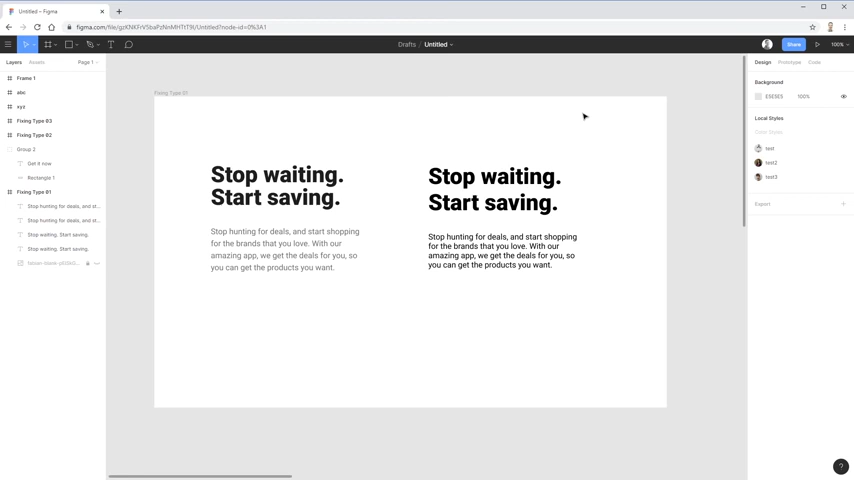 Untitled – Figma
figma.com/file/gzKNKFrV5baPzNnMHTtT9I/Untitled?node-id=0%3A1
Drafts / Untitled
Share
100%
Layers
Assets
Page 1
Design
Prototype
Code
Frame 1
abc
xyz
Fixing Type 03
Fixing Type 02
Group 2
Get it now
Rectangle 1
Fixing Type 01
Stop hunting for deals, and st...
Stop hunting for deals, and st...
Stop waiting. Start saving.
Stop waiting. Start saving.
Fixing Type 01
Stop waiting.
Start saving.
Stop hunting for deals, and start shopping
for the brands that you love. With our
amazing app, we get the deals for you, so
you can get the products you want.
Stop waiting.
Start saving.
Stop hunting for deals, and start shopping
for the brands that you love. With our
amazing app, we get the deals for you, so
you can get the products you want.
Background
E5E5E5
100%
Local Styles
Color Styles
test
test2
test3
Export
?